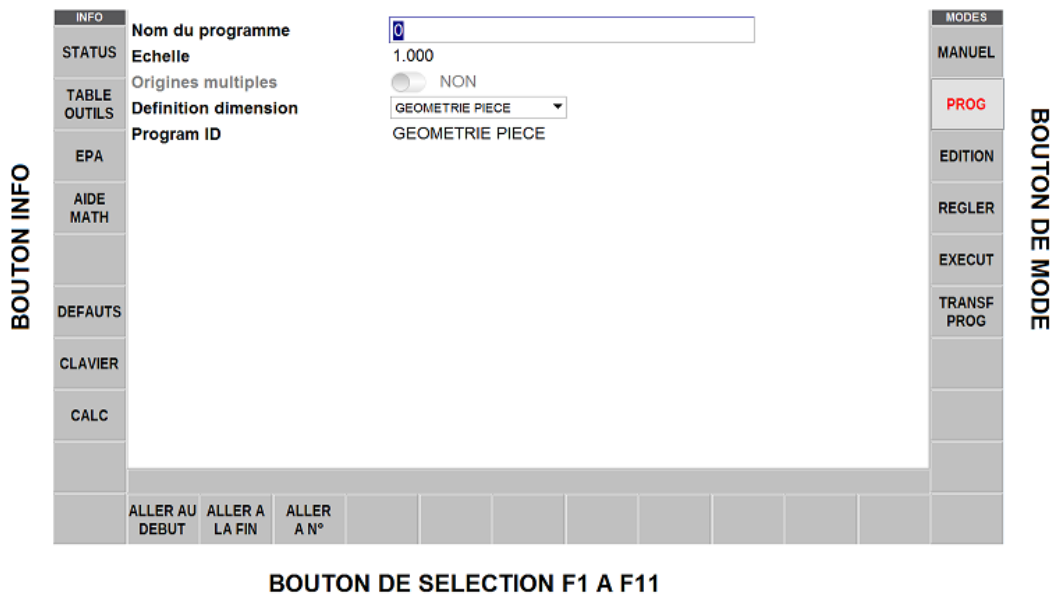 INFO
STATUS
TABLE
OUTILS
EPA
AIDE
MATH
DEFAUTS
CLAVIER
CALC
BOUTON INFO
Nom du programme 0
Echelle 1.000
Origines multiples NON
Definition dimension GEOMETRIE PIECE
Program ID GEOMETRIE PIECE
MODES
MANUEL
PROG
EDITION
REGLER
EXECUT
TRANSF
PROG
BOUTON DE MODE
ALLER AU
DEBUT
ALLER A
LA FIN
ALLER
A N°
BOUTON DE SELECTION F1 A F11